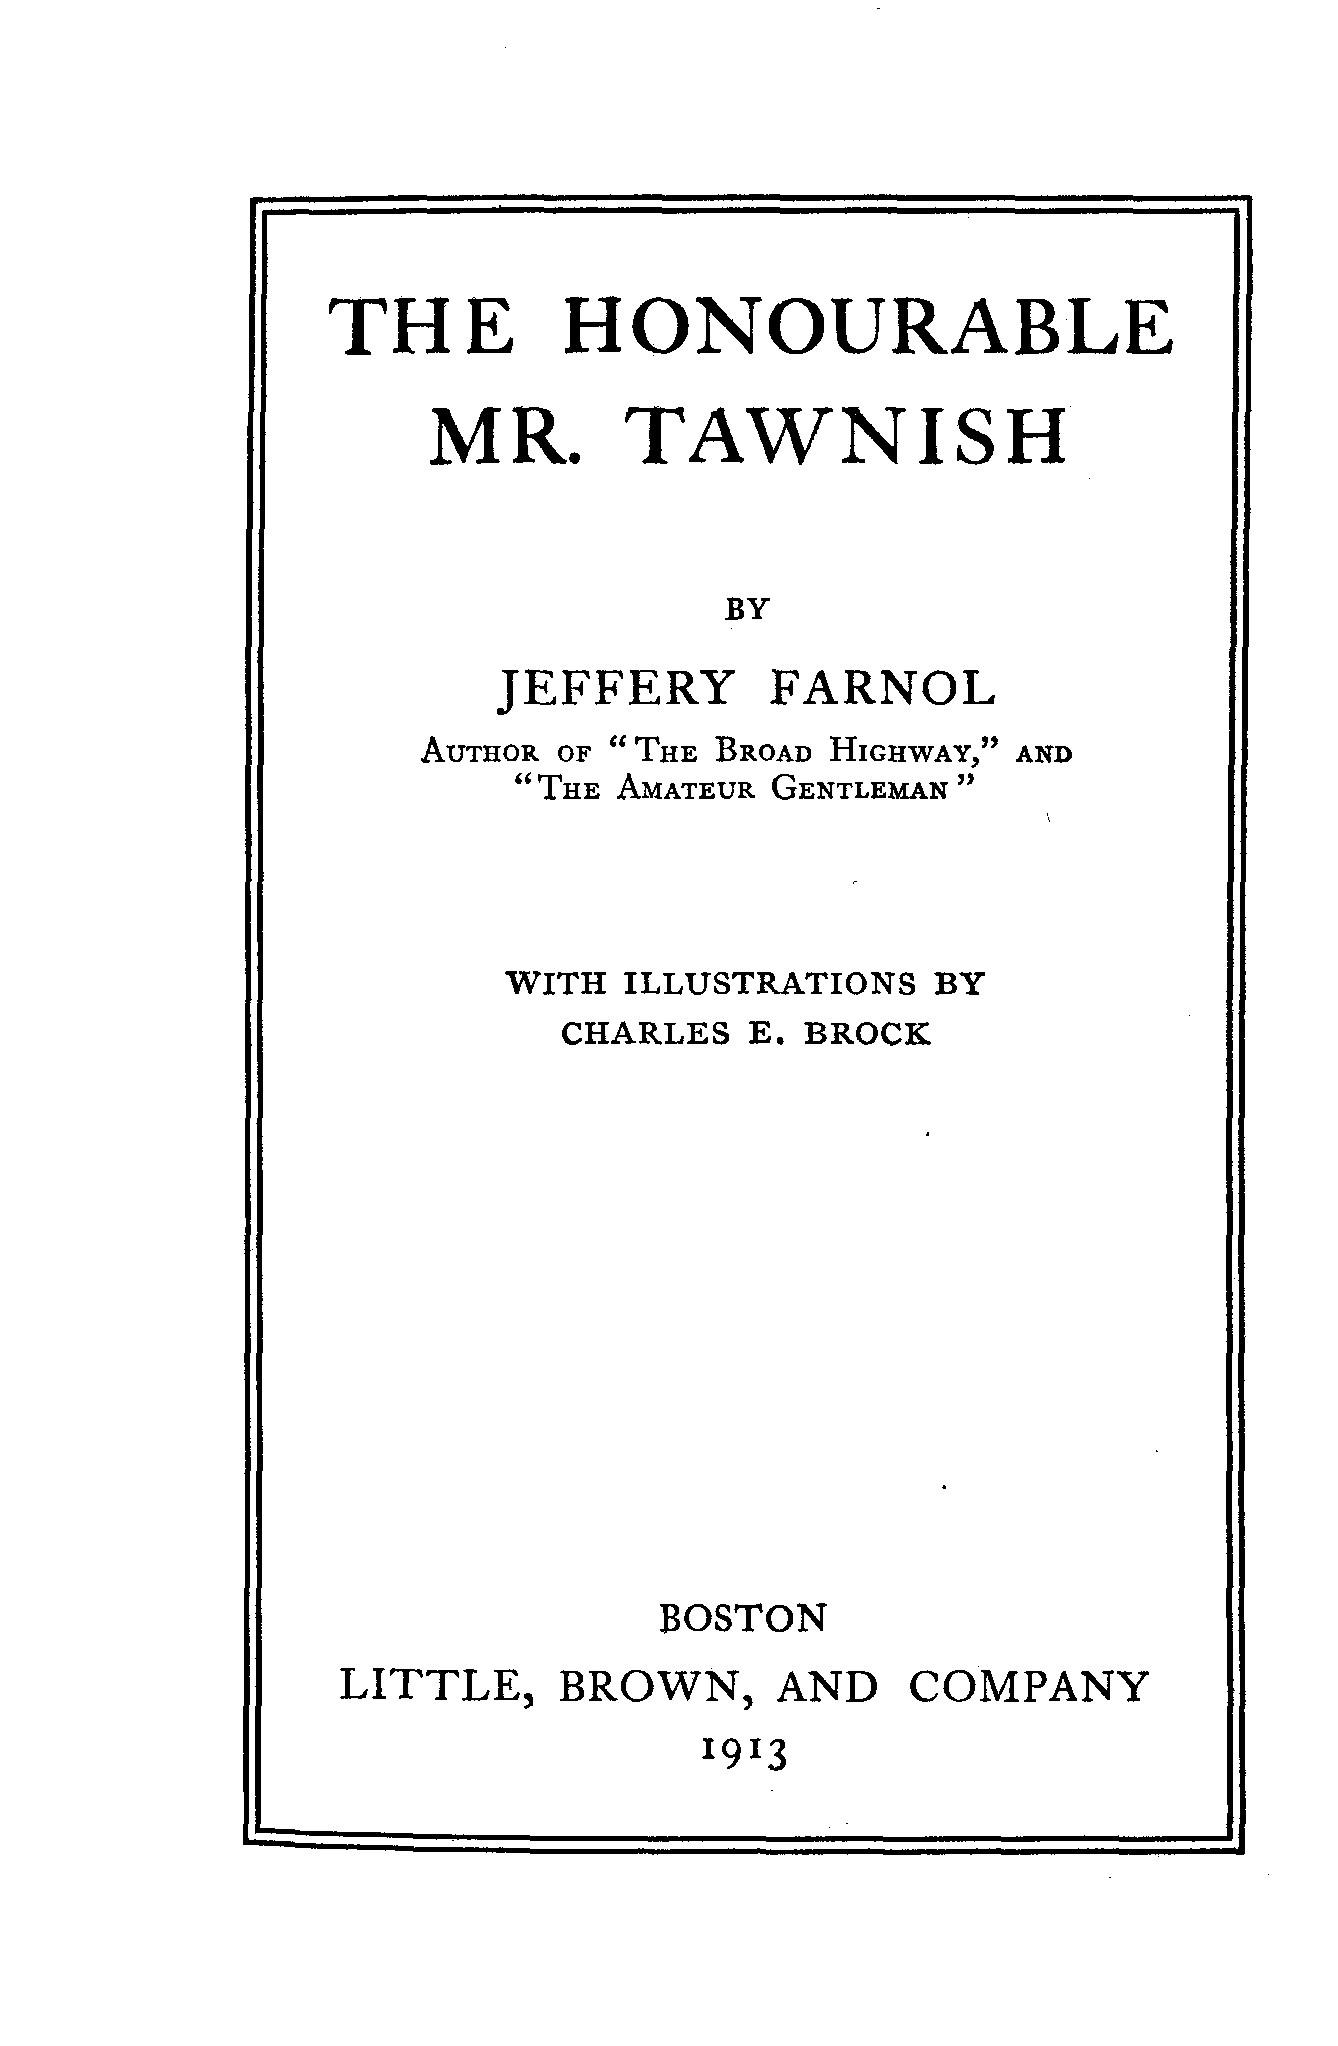 THE HONOURABLE
MR. TAWNISH
BY
JEFFERY FARNOL
AUTHOR OF "THE BROAD HIGHWAY," AND
"THE AMATEUR GENTLEMAN"
WITH ILLUSTRATIONS BY
CHARLES E. BROCK
BOSTON
LITTLE, BROWN, AND COMPANY
1913